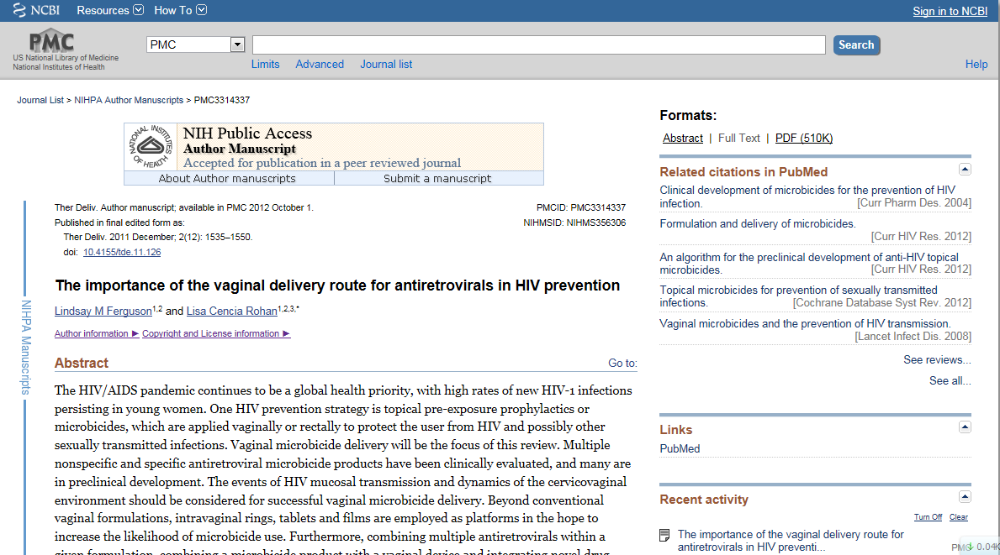 NCBI Resources How To Sign in to NCBI
PMC
US National Library of Medicine
National Institutes of Health
PMC
Search
Limits Advanced Journal list
Help
Journal List > NIHPA Author Manuscripts > PMC3314337
NATIONAL INSTITUTES OF HEALTH
NIH Public Access
Author Manuscript
Accepted for publication in a peer reviewed journal
About Author manuscripts Submit a manuscript
NIHPA Manuscripts
Ther Deliv. Author manuscript; available in PMC 2012 October 1. PMCID: PMC3314337
Published in final edited form as: NIHMSID: NIHMS356306
Ther Deliv. 2011 December; 2(12): 1535–1550.
doi: 10.4155/tde.11.126
The importance of the vaginal delivery route for antiretrovirals in HIV prevention
Lindsay M Ferguson1,2 and Lisa Cencia Rohan1,2,3,*
Author information ► Copyright and License information ►
Abstract Go to:
The HIV/AIDS pandemic continues to be a global health priority, with high rates of new HIV-1 infections
persisting in young women. One HIV prevention strategy is topical pre-exposure prophylactics or
microbicides, which are applied vaginally or rectally to protect the user from HIV and possibly other
sexually transmitted infections. Vaginal microbicide delivery will be the focus of this review. Multiple
nonspecific and specific antiretroviral microbicide products have been clinically evaluated, and many are
in preclinical development. The events of HIV mucosal transmission and dynamics of the cervicovaginal
environment should be considered for successful vaginal microbicide delivery. Beyond conventional
vaginal formulations, intravaginal rings, tablets and films are employed as platforms in the hope to
increase the likelihood of microbicide use. Furthermore, combining multiple antiretrovirals within a
given formulation, combining a microbicide product with a vaginal device and integrating novel drug
Formats:
Abstract | Full Text | PDF (510K)
Related citations in PubMed
Clinical development of microbicides for the prevention of HIV
infection. [Curr Pharm Des. 2004]
Formulation and delivery of microbicides.
[Curr HIV Res. 2012]
An algorithm for the preclinical development of anti-HIV topical
microbicides. [Curr HIV Res. 2012]
Topical microbicides for prevention of sexually transmitted
infections. [Cochrane Database Syst Rev. 2012]
Vaginal microbicides and the prevention of HIV transmission.
[Lancet Infect Dis. 2008]
See reviews...
See all...
Links
PubMed
Recent activity
Turn Off Clear
The importance of the vaginal delivery route for
antiretrovirals in HIV preventi...
PMC
0.04K